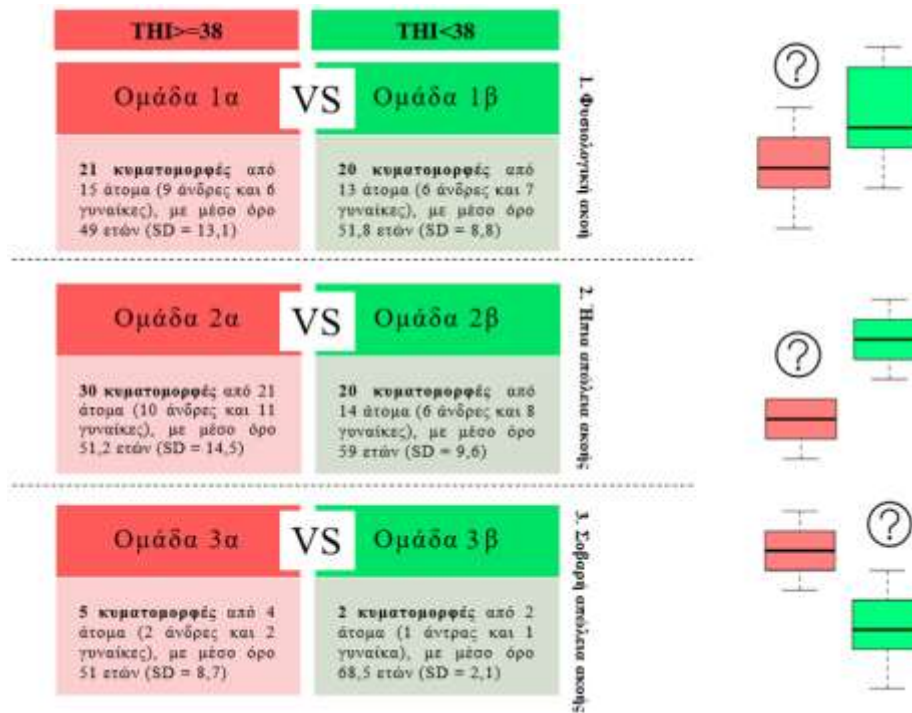 THI>=38
THI<38
Ομάδα 1α
VS
Ομάδα 1β
21 κυματομορφές από
15 άτομα (9 άνδρες και 6
γυναίκες), με μέσο όρο
49 ετών (SD = 13,1)
20 κυματομορφές από
13 άτομα (6 άνδρες και 7
γυναίκες), με μέσο όρο
51,8 ετών (SD = 8,8)
1. Φυσιολογική ακοή
?
Ομάδα 2α
VS
Ομάδα 2β
30 κυματομορφές από 21
άτομα (10 άνδρες και 11
γυναίκες), με μέσο όρο
51,2 ετών (SD = 14,5)
20 κυματομορφές από
14 άτομα (6 άνδρες και 8
γυναίκες), με μέσο όρο
59 ετών (SD = 9,6)
2. Ήπια απώλεια ακοής
?
Ομάδα 3α
VS
Ομάδα 3β
5 κυματομορφές από 4
άτομα (2 άνδρες και 2
γυναίκες), με μέσο όρο
51 ετών (SD = 8,7)
2 κυματομορφές από 2
άτομα (1 άντρας και 1
γυναίκα), με μέσο όρο
68,5 ετών (SD = 2,1)
3. Σοβαρή απώλεια ακοής
?